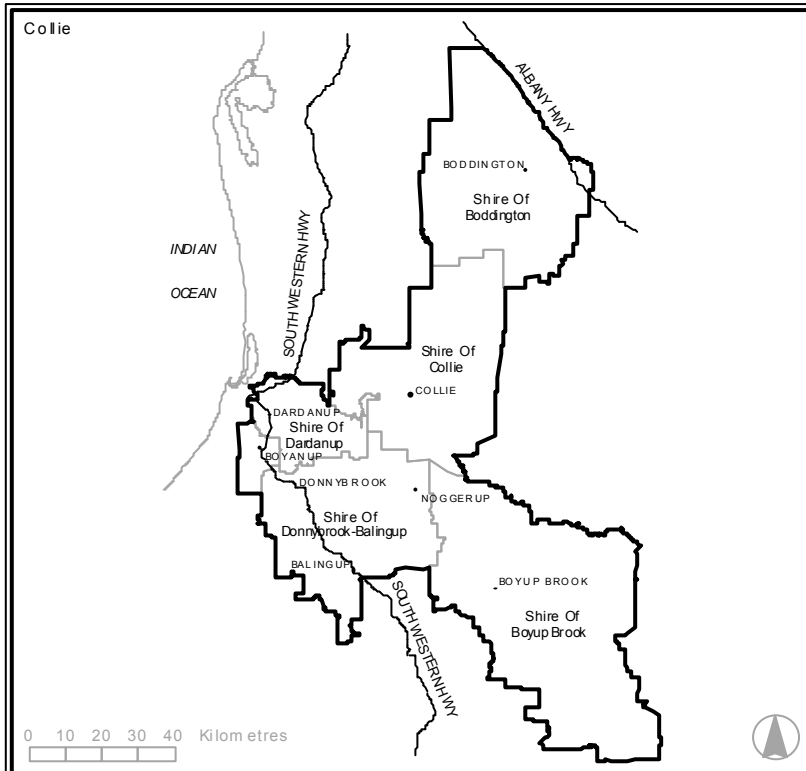 Collie
ALBANY HWY
BODDINGTON
Shire Of
Boddington
INDIAN
OCEAN
SOUTH WESTERN HWY
Shire Of
Collie
COLLIE
DARDANUP
Shire Of
Dardanup
BOYANUP
DONNYBROOK
NOGGERUP
Shire Of
Donnybrook-Balingup
BALINGUP
BOYUP BROOK
SOUTH WESTERN HWY
Shire Of
Boyup Brook
0 10 20 30 40 Kilometres